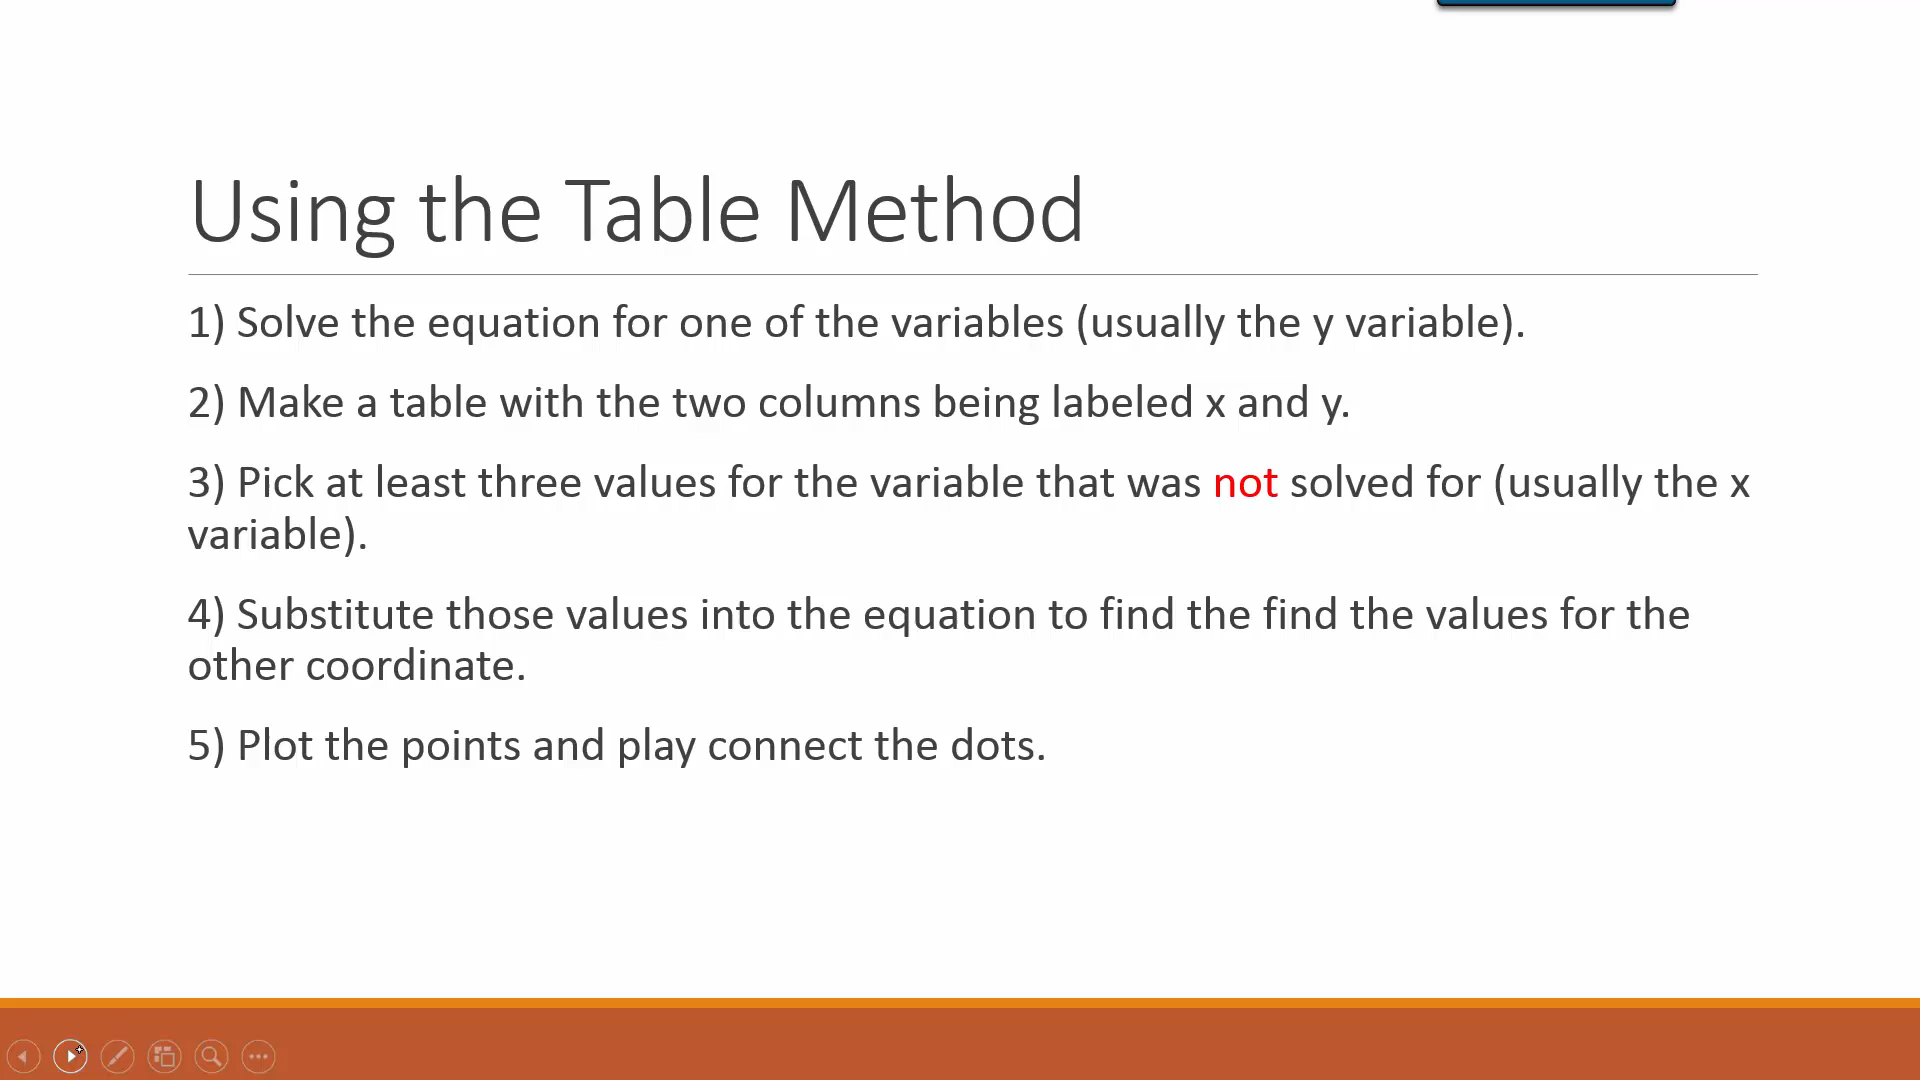 Using the Table Method
1) Solve the equation for one of the variables (usually the y variable).
2) Make a table with the two columns being labeled x and y.
3) Pick at least three values for the variable that was not solved for (usually the x
variable).
4) Substitute those values into the equation to find the find the values for the
other coordinate.
5) Plot the points and play connect the dots.